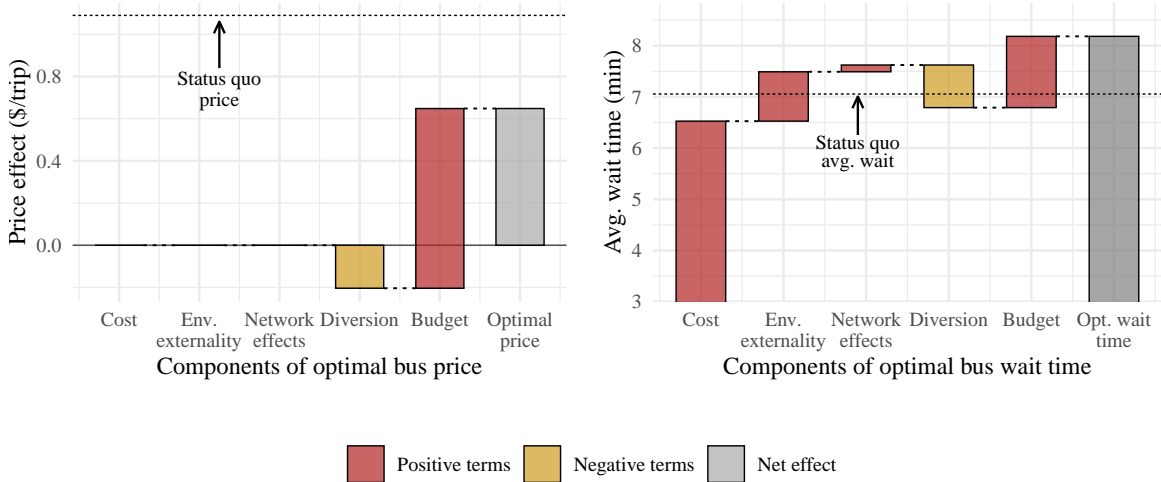 Price effect ($/trip)
0.8
0.4
0.0
Status quo
price
Cost
Env.
externality
Network
effects
Diversion
Budget
Optimal
price
Components of optimal bus price
Avg. wait time (min)
8
7
6
5
4
3
Status quo
avg. wait
Cost
Env.
externality
Network
effects
Diversion
Budget
Opt. wait
time
Components of optimal bus wait time
Positive terms
Negative terms
Net effect